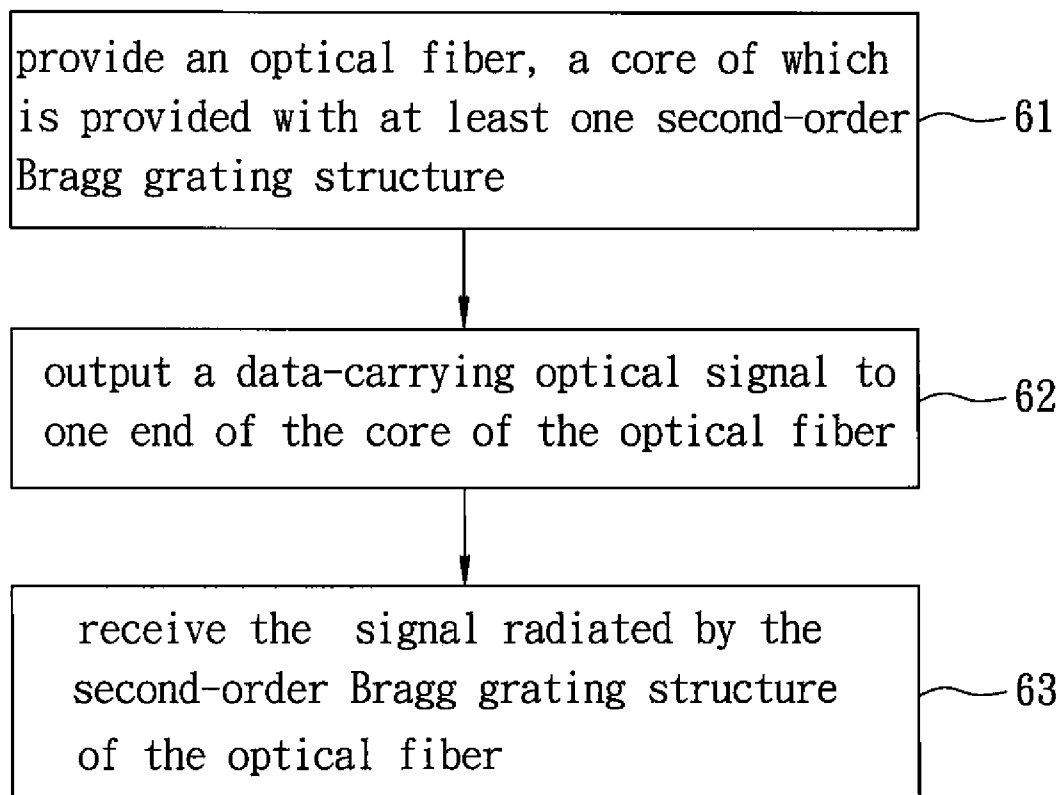 provide an optical fiber, a core of which
is provided with at least one second-order
Bragg grating structure
61
output a data-carrying optical signal to
one end of the core of the optical fiber
62
receive the signal radiated by the
second-order Bragg grating structure
of the optical fiber
63